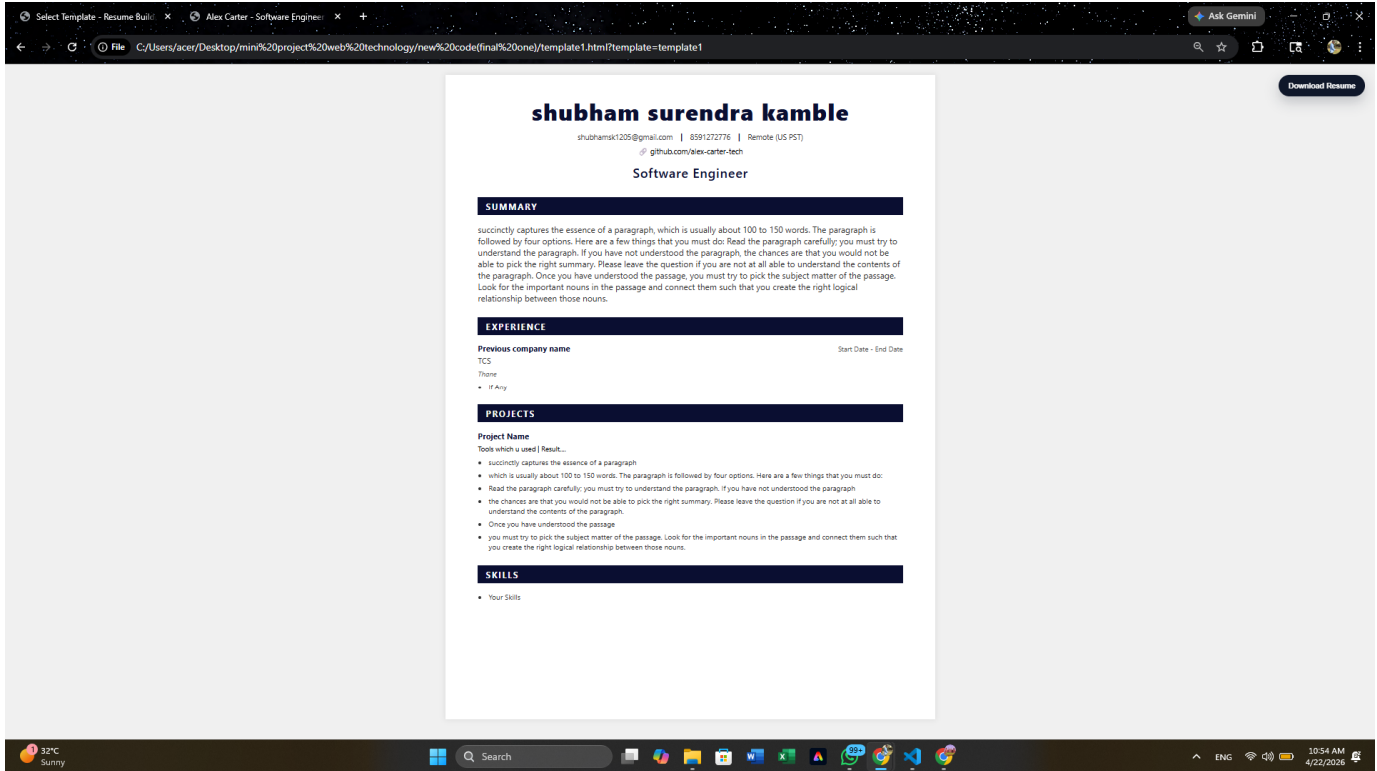 Select Template - Resume Build
Alex Carter - Software Engineer
Ask Gemini
File C:/Users/acer/Desktop/mini%20project%20web%20technology/new%20code(final%20one)/template1.html?template=template1
Download Resume
shubham surendra kamble
shubhamsk1205@gmail.com | 8591272776 | Remote (US PST)
github.com/alex-carter-tech
Software Engineer
SUMMARY
succinctly captures the essence of a paragraph, which is usually about 100 to 150 words. The paragraph is
followed by four options. Here are a few things that you must do: Read the paragraph carefully; you must try to
understand the paragraph. If you have not understood the paragraph, the chances are that you would not be
able to pick the right summary. Please leave the question if you are not at all able to understand the contents of
the paragraph. Once you have understood the passage, you must try to pick the subject matter of the passage.
Look for the important nouns in the passage and connect them such that you create the right logical
relationship between those nouns.
EXPERIENCE
Previous company name Start Date - End Date
TCS
Thane
• If Any
PROJECTS
Project Name
Tools which u used | Result...
• succinctly captures the essence of a paragraph
• which is usually about 100 to 150 words. The paragraph is followed by four options. Here are a few things that you must do:
• Read the paragraph carefully; you must try to understand the paragraph. If you have not understood the paragraph
• the chances are that you would not be able to pick the right summary. Please leave the question if you are not at all able to
understand the contents of the paragraph.
• Once you have understood the passage
• you must try to pick the subject matter of the passage. Look for the important nouns in the passage and connect them such that
you create the right logical relationship between those nouns.
SKILLS
• Your Skills
1
32°C
Sunny
Search
99+
ENG
10:54 AM
4/22/2026